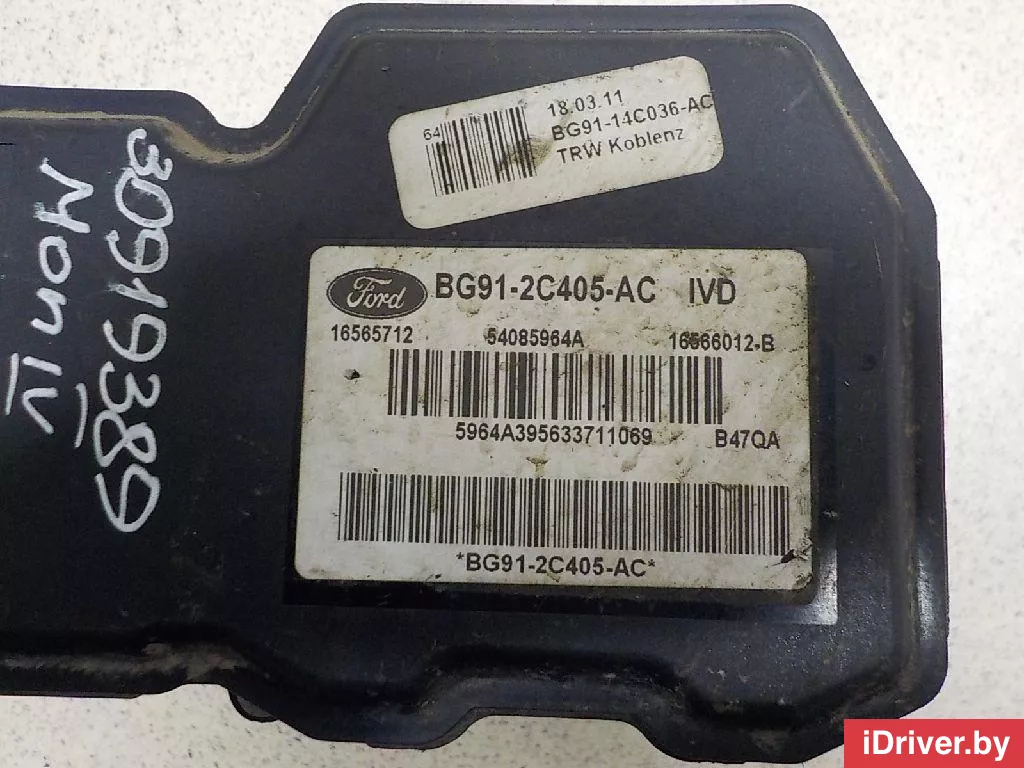 64
18.03.11
BG91-14C036-AC
TRW Koblenz
Ford
BG91-2C405-AC IVD
16565712 54085964A 16566012-B
5964A395633711069 B47QA
*BG91-2C405-AC*
30919389
Mon IV
iDriver.by